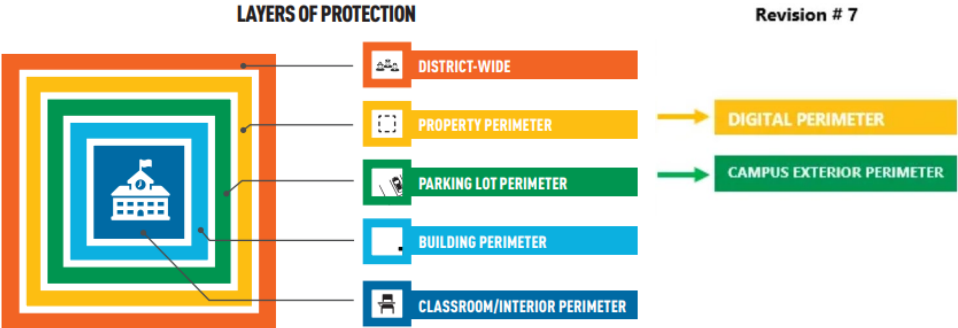 LAYERS OF PROTECTION
Revision # 7
DISTRICT-WIDE
PROPERTY PERIMETER
DIGITAL PERIMETER
PARKING LOT PERIMETER
CAMPUS EXTERIOR PERIMETER
BUILDING PERIMETER
CLASSROOM/INTERIOR PERIMETER